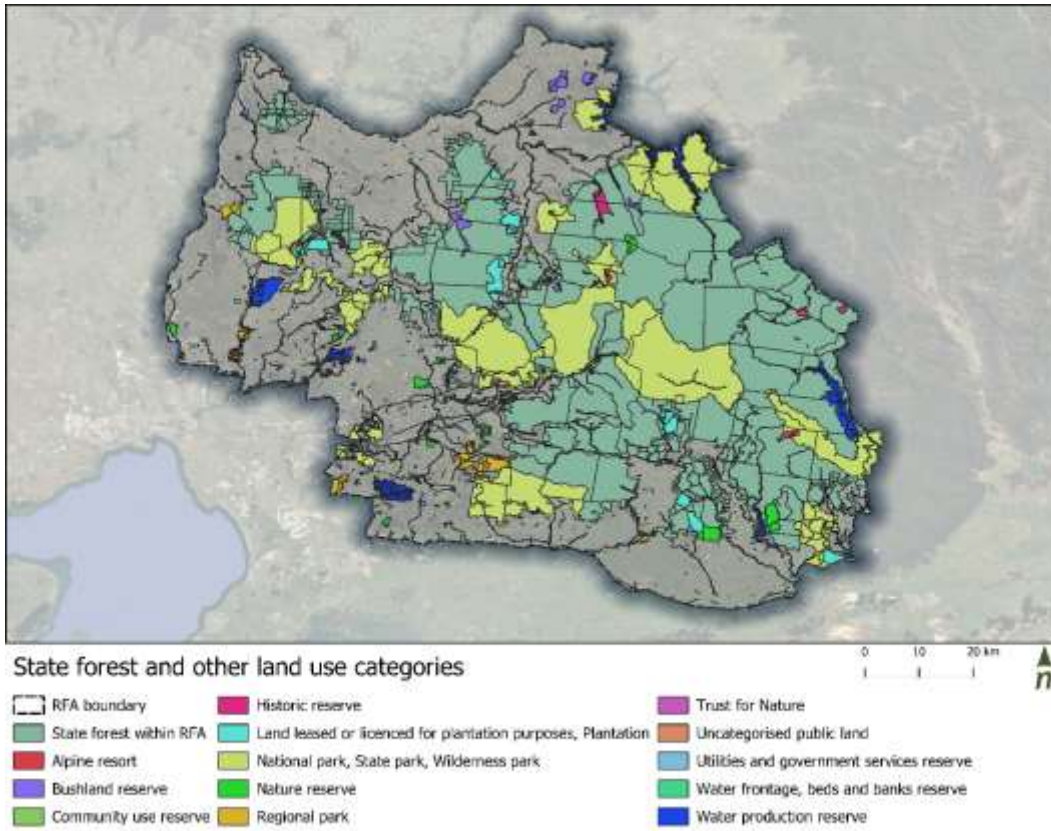 0 10 20 km
n
State forest and other land use categories
RFA boundary
State forest within RFA
Alpine resort
Bushland reserve
Community use reserve
Historic reserve
Land leased or licenced for plantation purposes, Plantation
National park, State park, Wilderness park
Nature reserve
Regional park
Trust for Nature
Uncategorised public land
Utilities and government services reserve
Water frontage, beds and banks reserve
Water production reserve